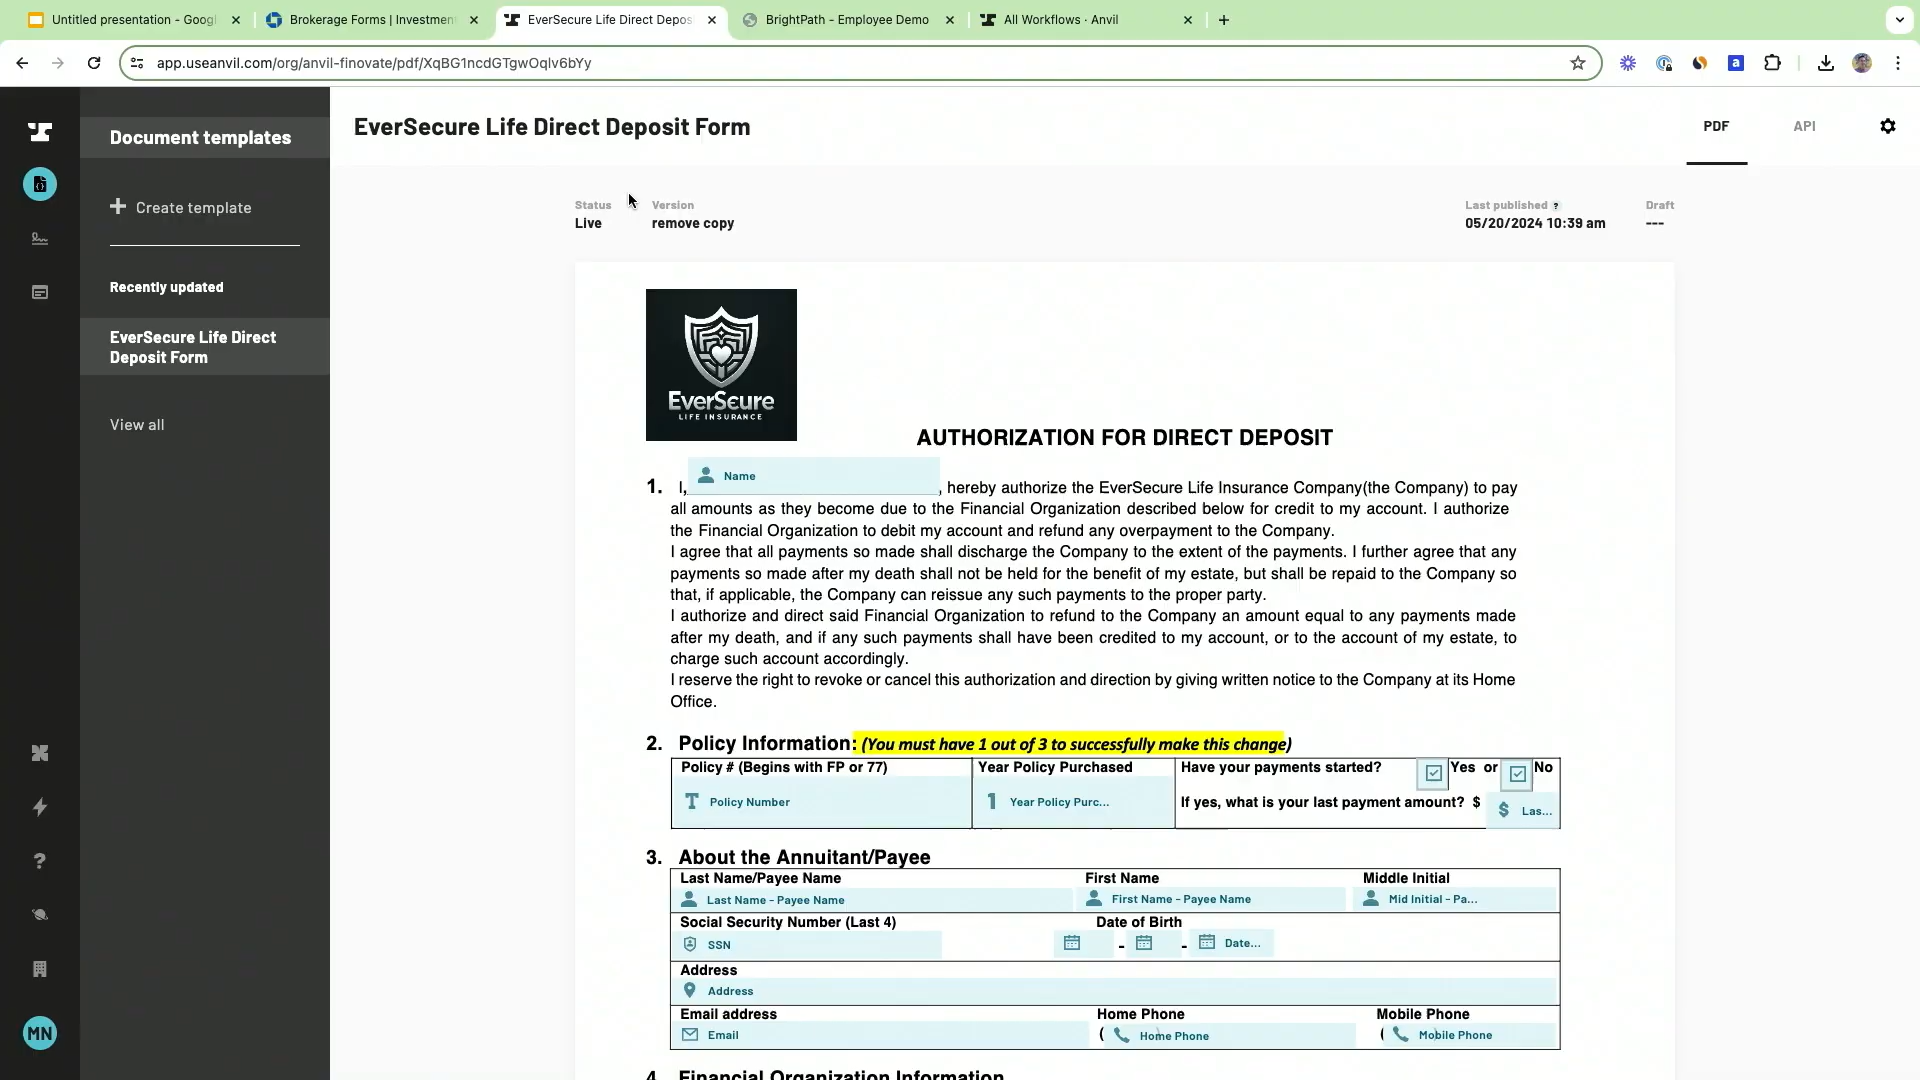 Untitled presentation - Googl
Brokerage Forms | Investmen
EverSecure Life Direct Depos
BrightPath - Employee Demo
All Workflows · Anvil
app.useanvil.com/org/anvil-finovate/pdf/XqBG1ncdGTgwOqlv6bYy
Document templates
EverSecure Life Direct Deposit Form
PDF
API
Create template
Recently updated
EverSecure Life Direct
Deposit Form
View all
MN
Status
Version
Last published ?
Draft
Live
remove copy
05/20/2024 10:39 am
---
EverScure
LIFE INSURANCE
AUTHORIZATION FOR DIRECT DEPOSIT
1. I, Name , hereby authorize the EverSecure Life Insurance Company(the Company) to pay
all amounts as they become due to the Financial Organization described below for credit to my account. I authorize
the Financial Organization to debit my account and refund any overpayment to the Company.
I agree that all payments so made shall discharge the Company to the extent of the payments. I further agree that any
payments so made after my death shall not be held for the benefit of my estate, but shall be repaid to the Company so
that, if applicable, the Company can reissue any such payments to the proper party.
I authorize and direct said Financial Organization to refund to the Company an amount equal to any payments made
after my death, and if any such payments shall have been credited to my account, or to the account of my estate, to
charge such account accordingly.
I reserve the right to revoke or cancel this authorization and direction by giving written notice to the Company at its Home
Office.
2. Policy Information: (You must have 1 out of 3 to successfully make this change)
Policy # (Begins with FP or 77)
Year Policy Purchased
Have your payments started? Yes or No
Policy Number
1 Year Policy Purc...
If yes, what is your last payment amount? $ $ Las...
3. About the Annuitant/Payee
Last Name/Payee Name
First Name
Middle Initial
Last Name - Payee Name
First Name - Payee Name
Mid Initial - Pa...
Social Security Number (Last 4)
Date of Birth
SSN
- - Date...
Address
Address
Email address
Home Phone
Mobile Phone
Email
( ) Home Phone
( ) Mobile Phone
4. Financial Organization Information